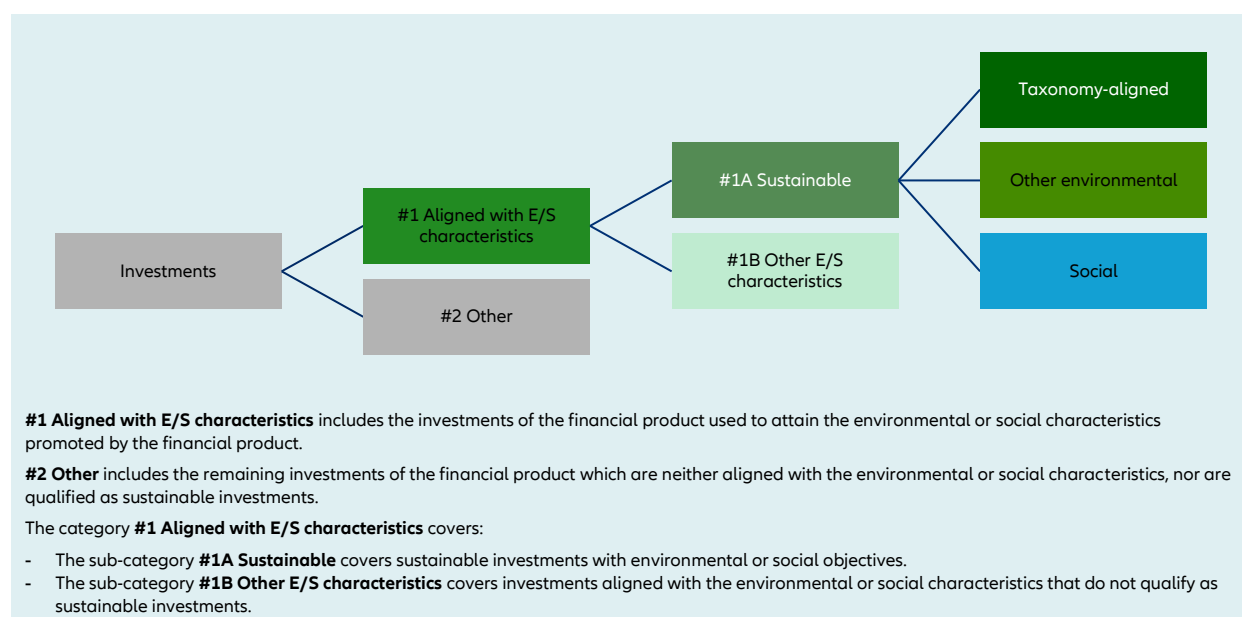 Taxonomy-aligned
#1A Sustainable
Other environmental
#1 Aligned with E/S
characteristics
Investments
#1B Other E/S
characteristics
Social
#2 Other
#1 Aligned with E/S characteristics includes the investments of the financial product used to attain the environmental or social characteristics
promoted by the financial product.
#2 Other includes the remaining investments of the financial product which are neither aligned with the environmental or social characteristics, nor are
qualified as sustainable investments.
The category #1 Aligned with E/S characteristics covers:
- The sub-category #1A Sustainable covers sustainable investments with environmental or social objectives.
- The sub-category #1B Other E/S characteristics covers investments aligned with the environmental or social characteristics that do not qualify as
sustainable investments.